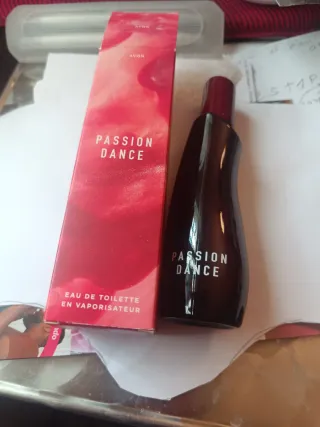 PASSION
DANCE
EAU DE TOILETTE
EN VAPORISATEUR
PASSION
DANCE